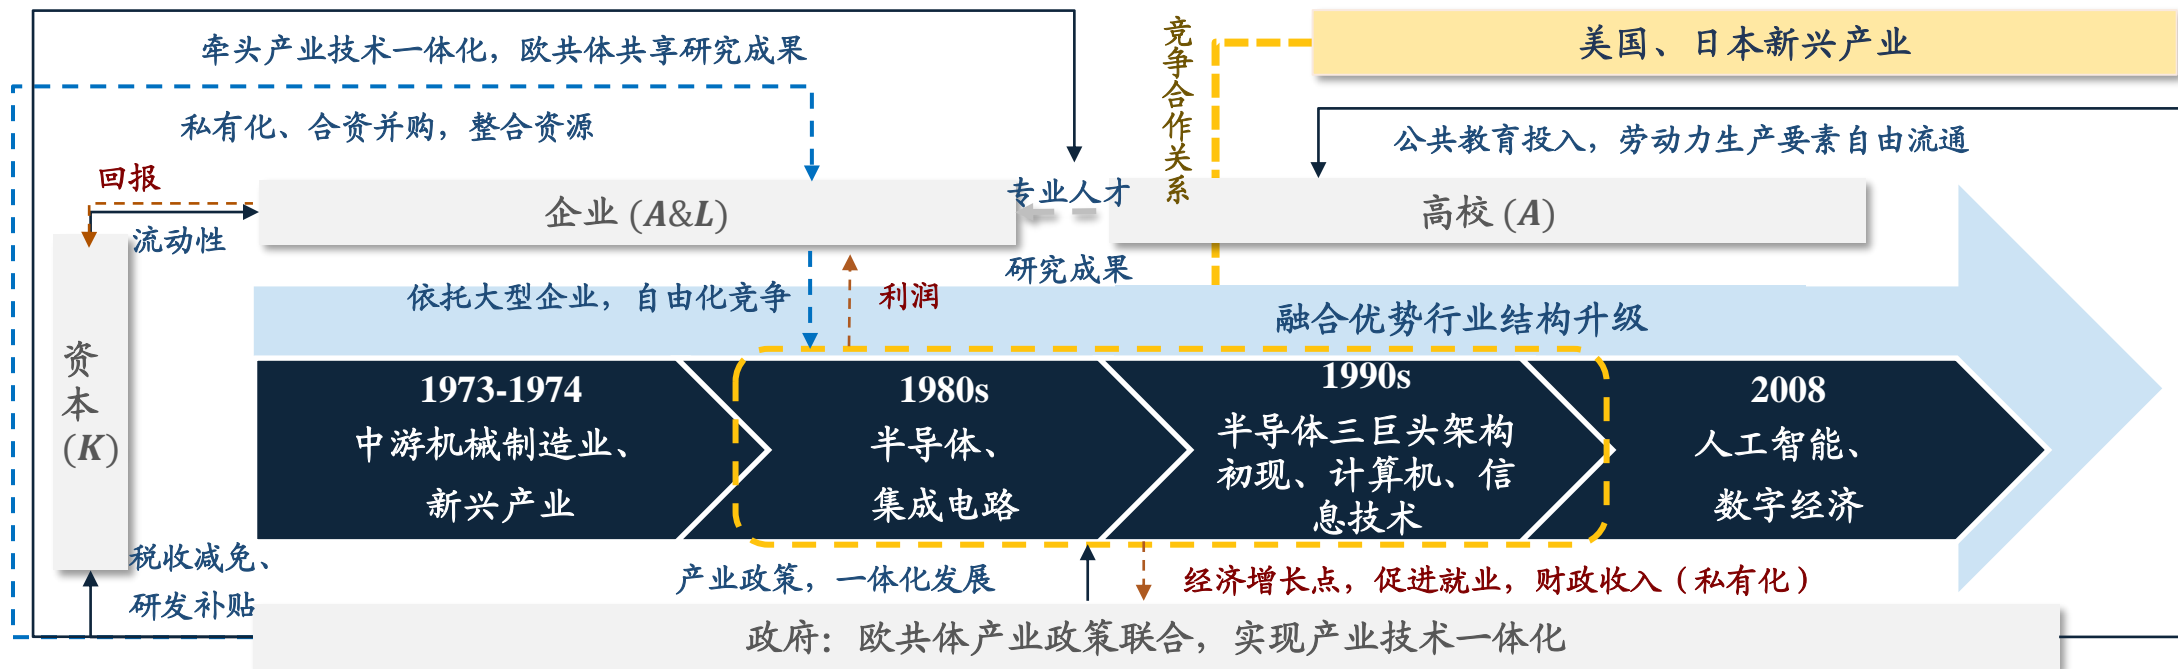 牵头产业技术一体化，欧共体共享研究成果
私有化、合资并购，整合资源
竞争合作关系
美国、日本新兴产业
公共教育投入，劳动力生产要素自由流通
回报
流动性
企业 (A&L)
专业人才
高校 (A)
研究成果
依托大型企业，自由化竞争
利润
融合优势行业结构升级
资
本
(K)
1973-1974
中游机械制造业、
新兴产业
1980s
半导体、
集成电路
1990s
半导体三巨头架构
初现、计算机、信
息技术
2008
人工智能、
数字经济
税收减免、
研发补贴
产业政策，一体化发展
经济增长点，促进就业，财政收入（私有化）
政府：欧共体产业政策联合，实现产业技术一体化